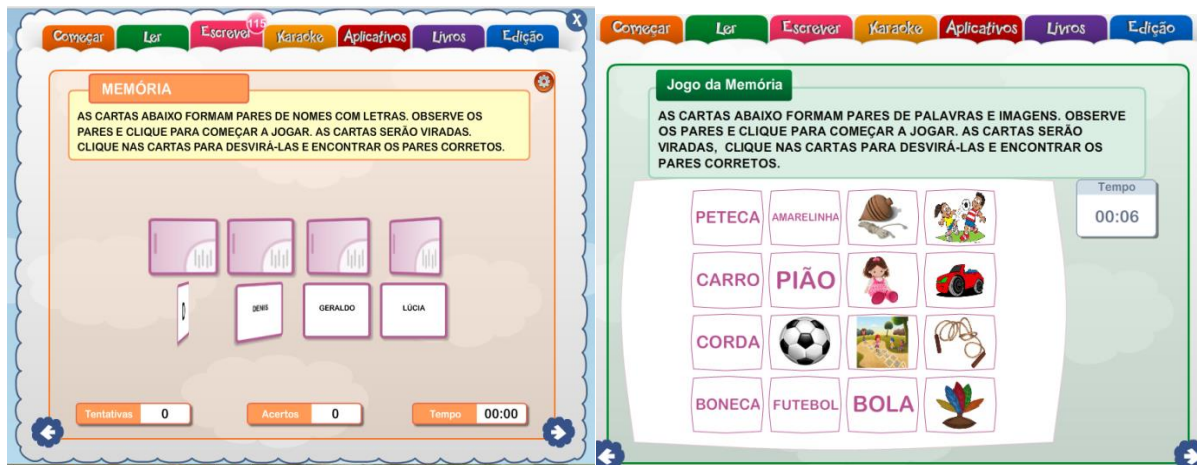 Começar Ler Escrever 115 Karaoke Aplicativos Livros Edição X
MEMÓRIA
AS CARTAS ABAIXO FORMAM PARES DE NOMES COM LETRAS. OBSERVE OS
PARES E CLIQUE PARA COMEÇAR A JOGAR. AS CARTAS SERÃO VIRADAS.
CLIQUE NAS CARTAS PARA DESVIRÁ-LAS E ENCONTRAR OS PARES CORRETOS.
D DENIS GERALDO LÚCIA
Tentativas 0 Acertos 0 Tempo 00:00
Começar Ler Escrever Karaoke Aplicativos Livros Edição
Jogo da Memória
AS CARTAS ABAIXO FORMAM PARES DE PALAVRAS E IMAGENS. OBSERVE
OS PARES E CLIQUE PARA COMEÇAR A JOGAR. AS CARTAS SERÃO
VIRADAS, CLIQUE NAS CARTAS PARA DESVIRÁ-LAS E ENCONTRAR OS
PARES CORRETOS.
Tempo
00:06
PETECA AMARELINHA
CARRO PIÃO
CORDA
BONECA FUTEBOL BOLA